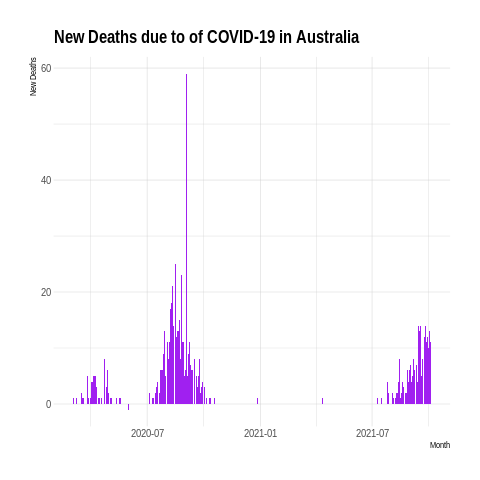 New Deaths due to of COVID-19 in Australia
New Deaths
60
40
20
0
2020-07
2021-01
2021-07
Month